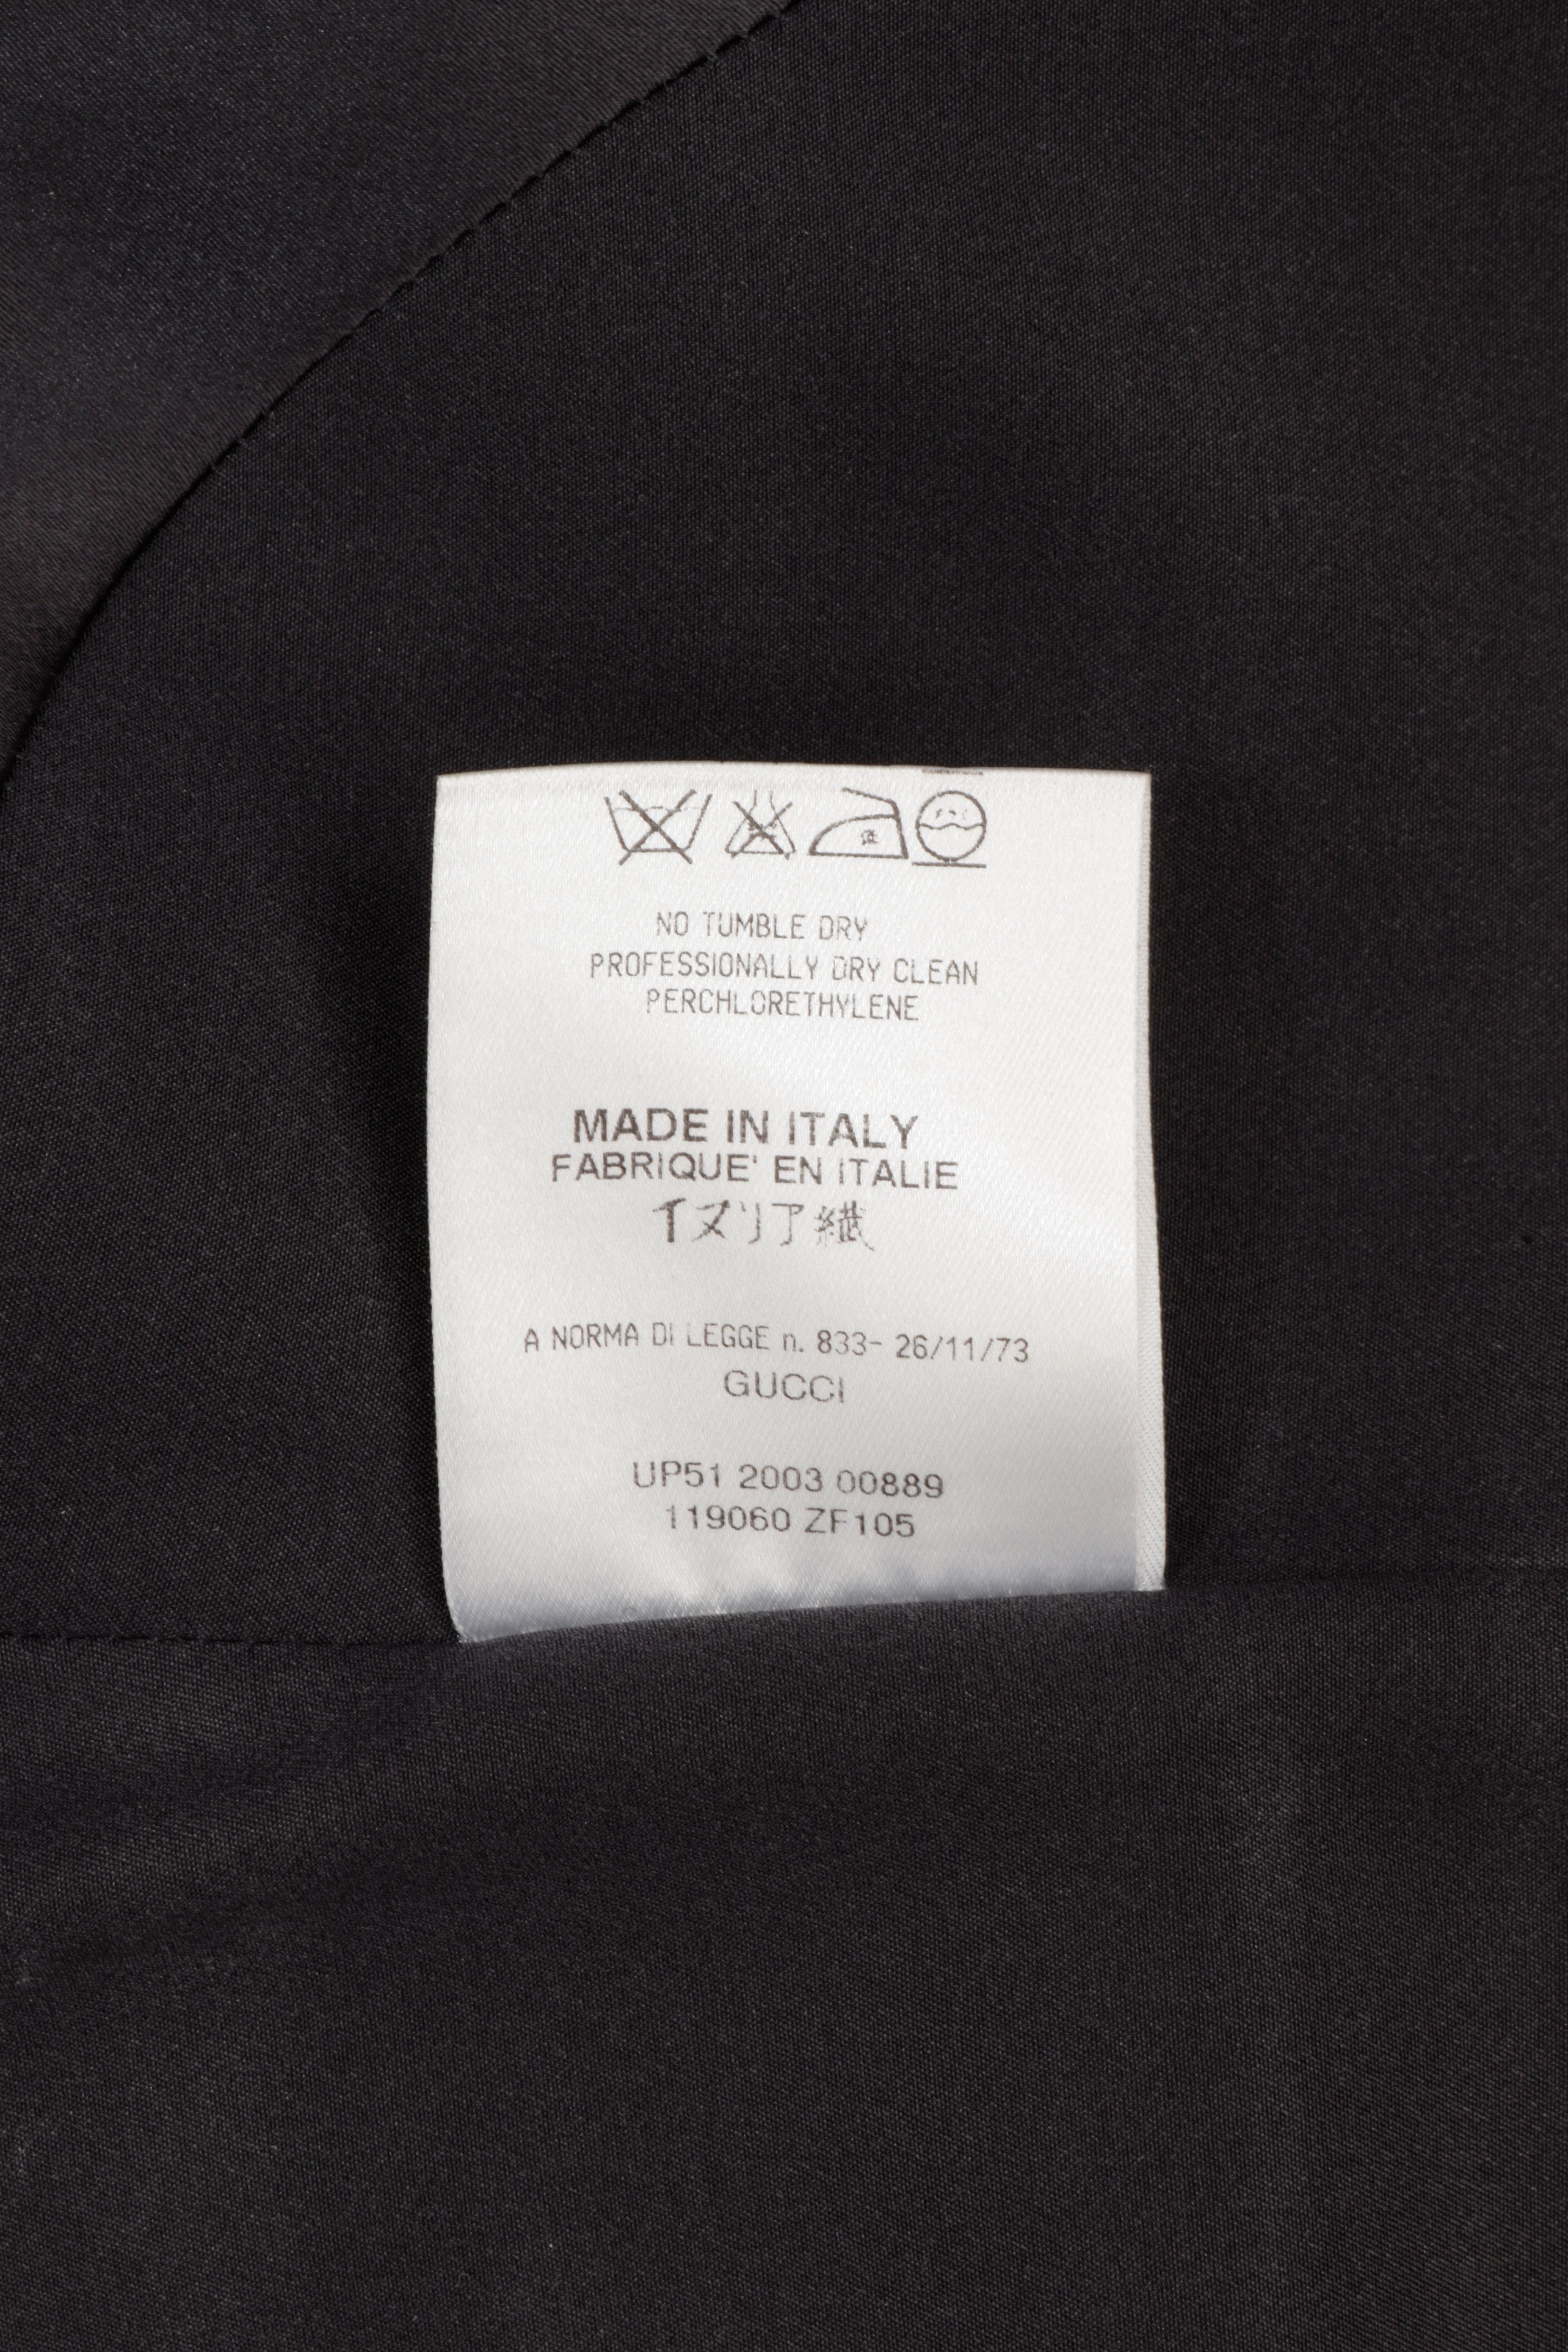 NO TUMBLE DRY
PROFESSIONALLY DRY CLEAN
PERCHLORETHYLENE
MADE IN ITALY
FABRIQUE' EN ITALIE
イタリア織
A NORMA DI LEGGE n. 833- 26/11/73
GUCCI
UP51 2003 00889
119060 ZF105